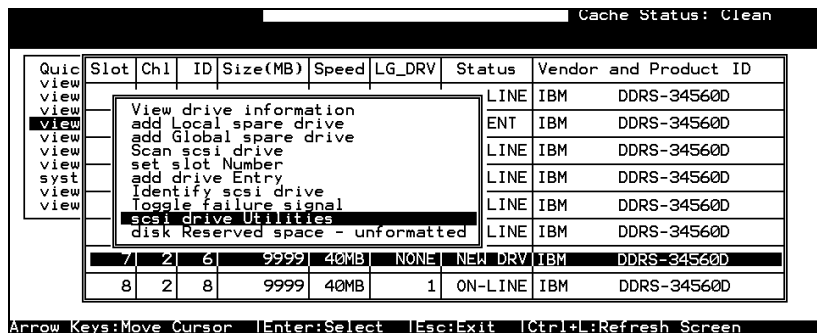 Cache Status: Clean
Quic Slot Chl ID Size(MB) Speed LG_DRV Status Vendor and Product ID
view
view LINE IBM DDRS-34560D
view View drive information
view add Local spare drive ENT IBM DDRS-34560D
view add Global spare drive
view Scan scsi drive LINE IBM DDRS-34560D
view set slot Number
syst add drive Entry LINE IBM DDRS-34560D
view Identify scsi drive
view Toggle failure signal LINE IBM DDRS-34560D
scsi drive Utilities
disk Reserved space - unformatted LINE IBM DDRS-34560D
7 2 6 9999 40MB NONE NEW DRV IBM DDRS-34560D
8 2 8 9999 40MB 1 ON-LINE IBM DDRS-34560D
Arrow Keys:Move Cursor |Enter:Select |Esc:Exit |Ctrl+L:Refresh Screen